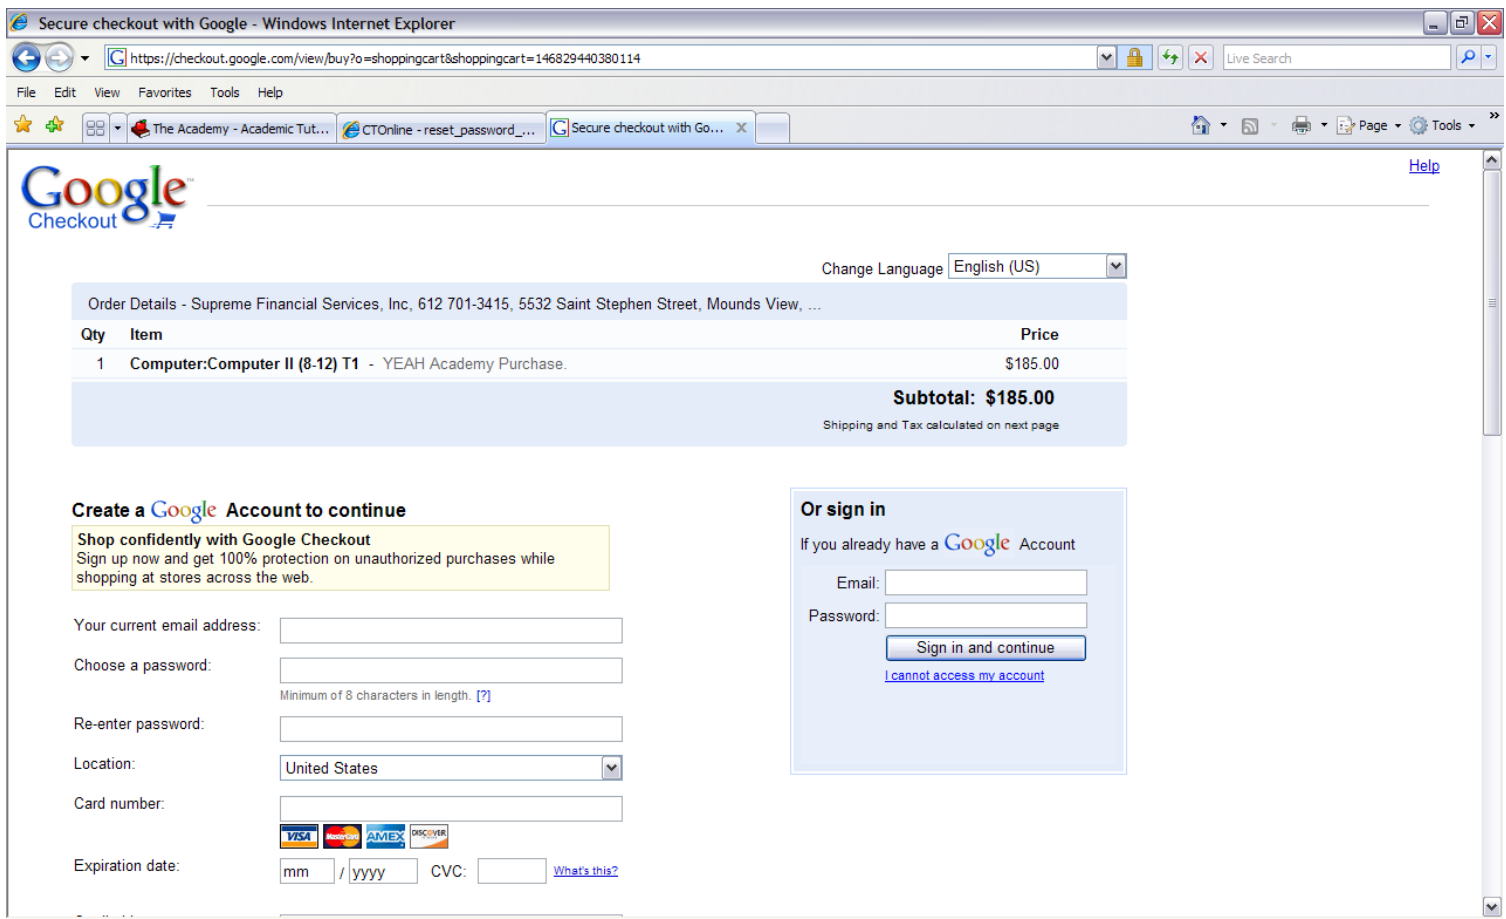 Secure checkout with Google - Windows Internet Explorer
https://checkout.google.com/view/buy?o=shoppingcart&shoppingcart=146829440380114
Live Search
File Edit View Favorites Tools Help
The Academy - Academic Tut... CTOnline - reset_password_... Secure checkout with Go... X
Page Tools »
Help
Google™
Checkout
Change Language English (US)
Order Details - Supreme Financial Services, Inc, 612 701-3415, 5532 Saint Stephen Street, Mounds View, ...
Qty Item Price
1 Computer:Computer II (8-12) T1 - YEAH Academy Purchase. $185.00
Subtotal: $185.00
Shipping and Tax calculated on next page
Create a Google Account to continue
Shop confidently with Google Checkout
Sign up now and get 100% protection on unauthorized purchases while
shopping at stores across the web.
Your current email address:
Choose a password:
Minimum of 8 characters in length. [?]
Re-enter password:
Location: United States
Card number:
VISA MasterCard AMEX DISCOVER
Expiration date: mm / yyyy CVC: What's this?
Or sign in
If you already have a Google Account
Email:
Password:
Sign in and continue
I cannot access my account